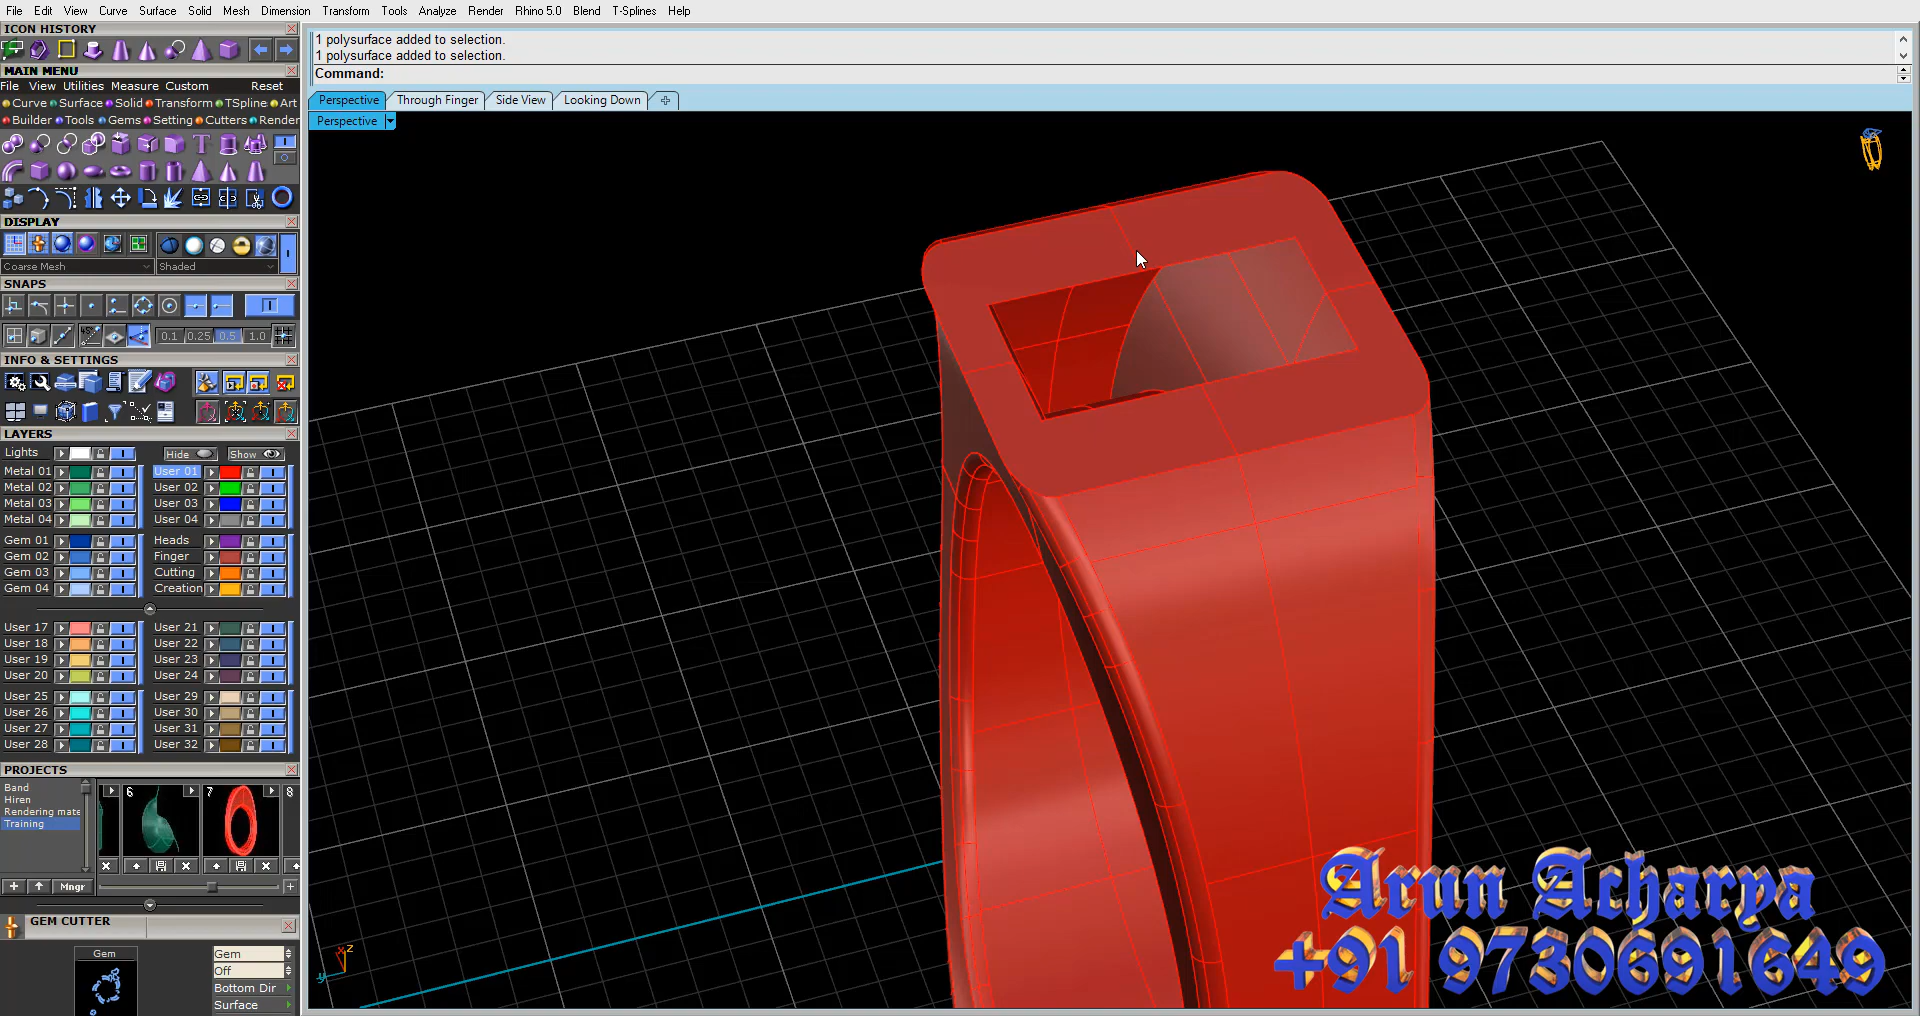 File Edit View Curve Surface Solid Mesh Dimension Transform Tools Analyze Render Rhino 5.0 Blend T-Splines Help
ICON HISTORY
1 polysurface added to selection.
1 polysurface added to selection.
Command:
MAIN MENU
File View Utilities Measure Custom Reset
Curve Surface Solid Transform TSpline Art
Builder Tools Gems Setting Cutters Render
Perspective Through Finger Side View Looking Down
Perspective
DISPLAY
Coarse Mesh Shaded
SNAPS
0.1 0.25 0.5 1.0
INFO & SETTINGS
LAYERS
Lights Hide Show
Metal 01 User 01
Metal 02 User 02
Metal 03 User 03
Metal 04 User 04
Gem 01 Heads
Gem 02 Finger
Gem 03 Cutting
Gem 04 Creation
User 17 User 21
User 18 User 22
User 19 User 23
User 20 User 24
User 25 User 29
User 26 User 30
User 27 User 31
User 28 User 32
PROJECTS
Band
Hiren
Rendering mate
Training
6 7 8
Mngr
GEM CUTTER
Gem Gem
Off
Bottom Dir
Surface
z
x
y
Arun Acharya
+91 9730691649